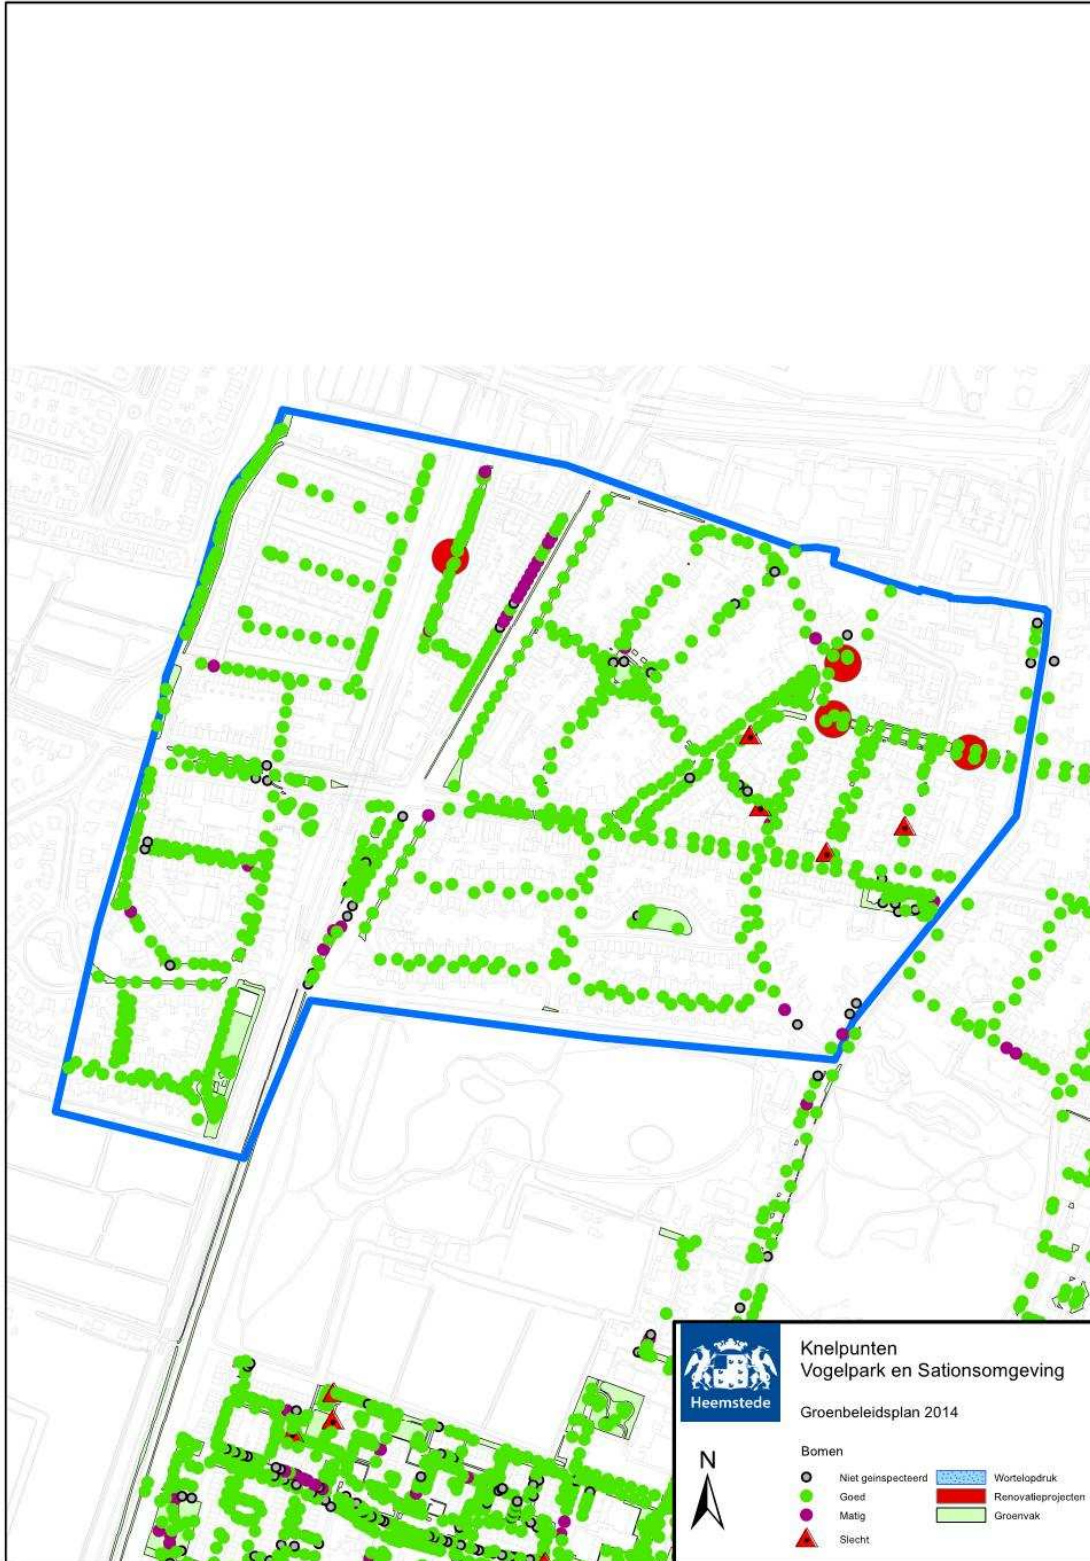 Knelpunten
Vogelpark en Sationsomgeving
Heemstede
Groenbeleidsplan 2014
N
Bomen
Niet geinspecteerd
Goed
Matig
Slecht
Wortelopdruk
Renovatieprojecten
Groenvak